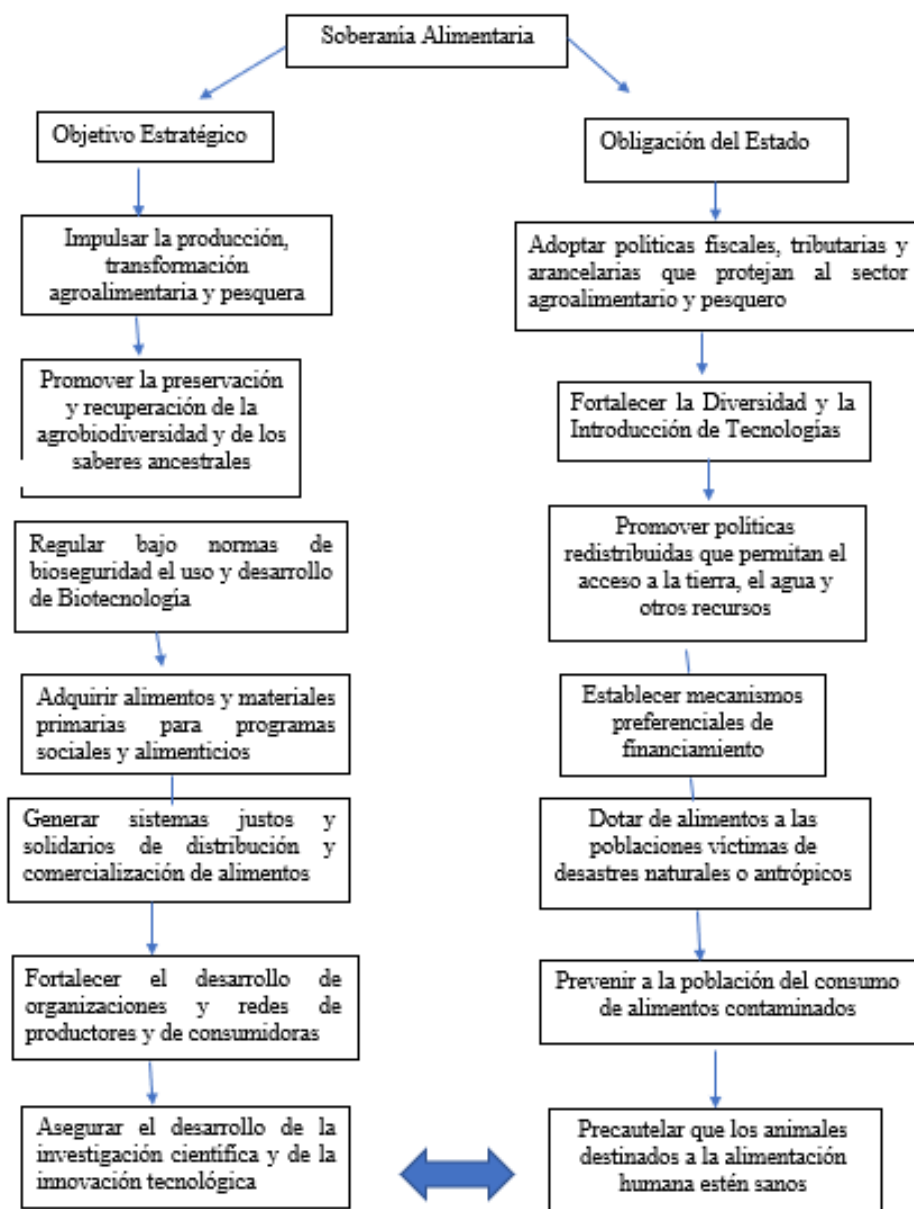 Soberanía Alimentaria
Objetivo Estratégico
Impulsar la producción,
transformación
agroalimentaria y pesquera
Promover la preservación
y recuperación de la
agrobiodiversidad y de los
saberes ancestrales
Regular bajo normas de
bioseguridad el uso y desarrollo
de Biotecnología
Adquirir alimentos y materiales
primarias para programas
sociales y alimenticios
Generar sistemas justos y
solidarios de distribución y
comercialización de alimentos
Fortalecer el desarrollo de
organizaciones y redes de
productores y de consumidoras
Asegurar el desarrollo de la
investigación científica y de la
innovación tecnológica
Obligación del Estado
Adoptar políticas fiscales, tributarias y
arancelarias que protejan al sector
agroalimentario y pesquero
Fortalecer la Diversidad y la
Introducción de Tecnologías
Promover políticas
redistribuidas que permitan el
acceso a la tierra, el agua y
otros recursos
Establecer mecanismos
preferenciales de
financiamiento
Dotar de alimentos a las
poblaciones víctimas de
desastres naturales o antrópicos
Prevenir a la población del consumo
de alimentos contaminados
Precautelar que los animales
destinados a la alimentación
humana estén sanos